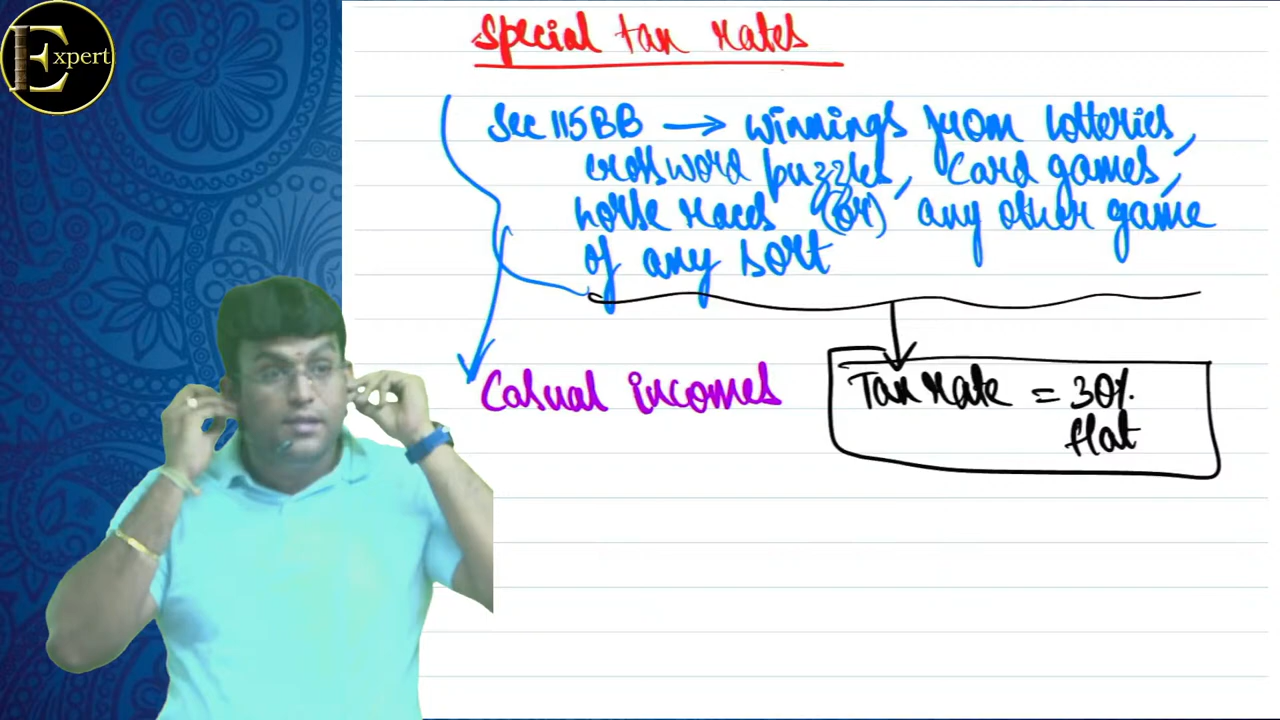 Expert
Special tax rates
Sec 115BB → winnings from lotteries,
crossword puzzles, card games,
horse races (or) any other game
of any sort
Casual incomes
Tax rate = 30%
flat